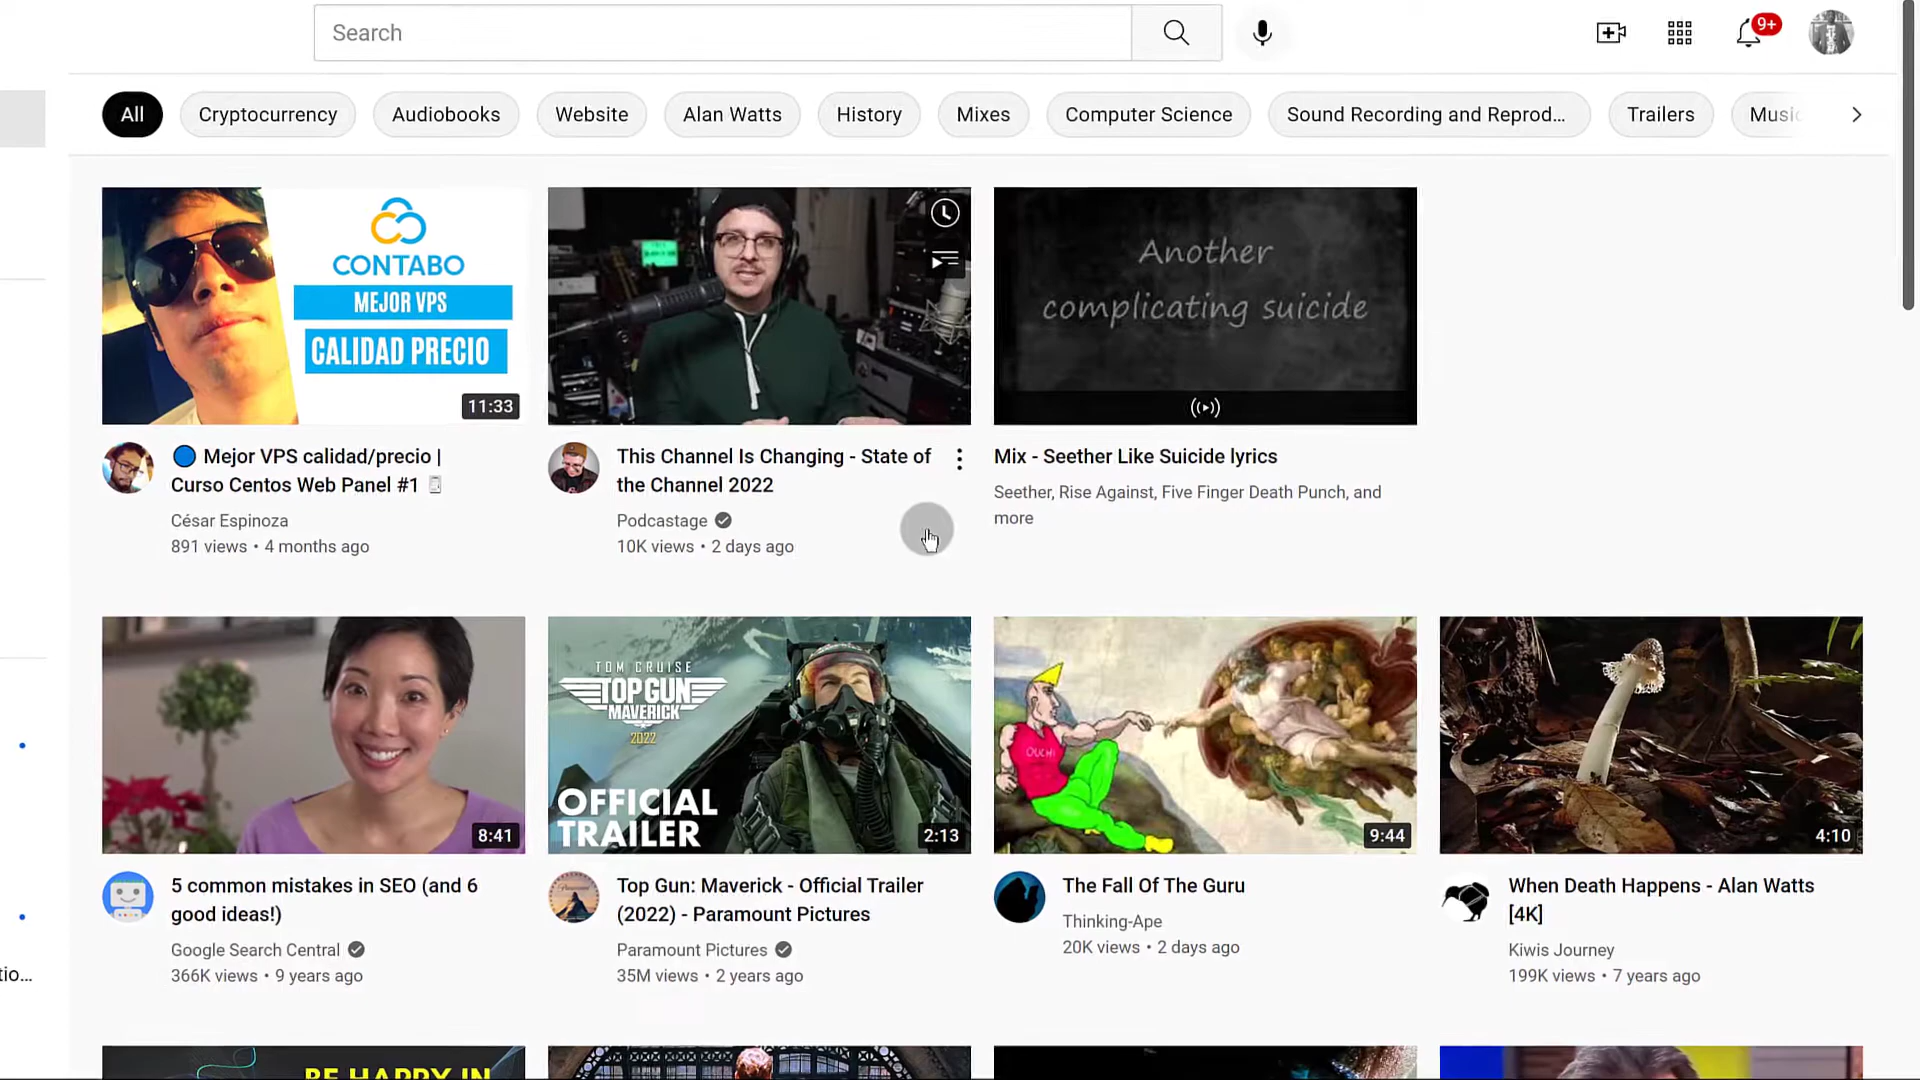 Search
9+
All
Cryptocurrency
Audiobooks
Website
Alan Watts
History
Mixes
Computer Science
Sound Recording and Reprod...
Trailers
Music
CONTABO
MEJOR VPS
CALIDAD PRECIO
11:33
Another
complicating suicide
Mejor VPS calidad/precio |
Curso Centos Web Panel #1
César Espinoza
891 views • 4 months ago
This Channel Is Changing - State of
the Channel 2022
Podcastage
10K views • 2 days ago
Mix - Seether Like Suicide lyrics
Seether, Rise Against, Five Finger Death Punch, and
more
8:41
TOM CRUISE
TOP GUN
MAVERICK
2022
OFFICIAL
TRAILER
2:13
OUCH!
9:44
4:10
5 common mistakes in SEO (and 6
good ideas!)
Google Search Central
366K views • 9 years ago
Top Gun: Maverick - Official Trailer
(2022) - Paramount Pictures
Paramount Pictures
35M views • 2 years ago
The Fall Of The Guru
Thinking-Ape
20K views • 2 days ago
When Death Happens - Alan Watts
[4K]
Kiwis Journey
199K views • 7 years ago
tio...
BE HAPPY IN